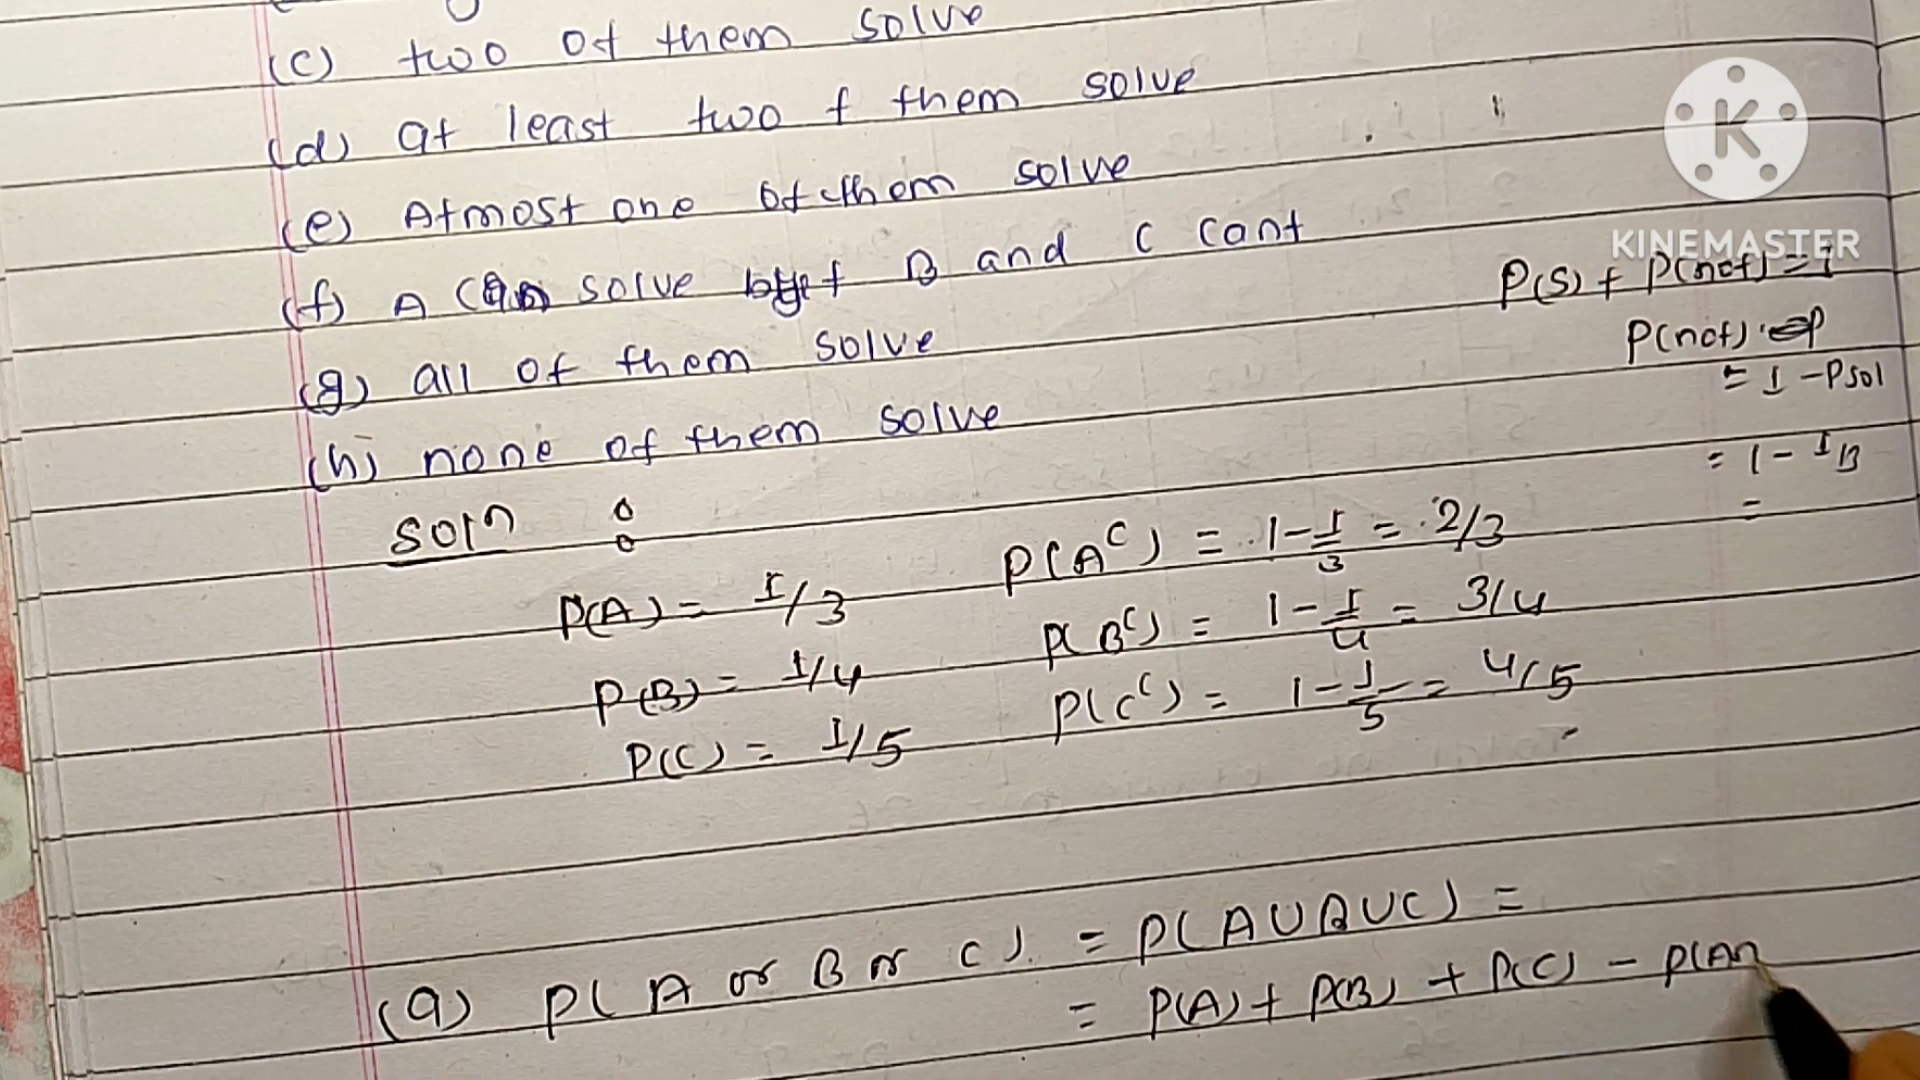 (c) two of them solve
(d) at least two f them solve
(e) Atmost one of them solve
(f) A can solve but B and C cant
(g) all of them solve
(h) none of them solve
KINEMASTER
P(S) + P(not) = 1
P(not)
= 1 - Psol
= 1 -
=
Soln :
P(A) = 1/3
P(B) = 1/4
P(C) = 1/5
P(A^C) = 1 - 1/3 = 2/3
P(B^C) = 1 - 1/4 = 3/4
P(C^C) = 1 - 1/5 = 4/5
(a) P( A or B or C ) = P(A∪B∪C) =
= P(A) + P(B) + P(C) - P(A∩